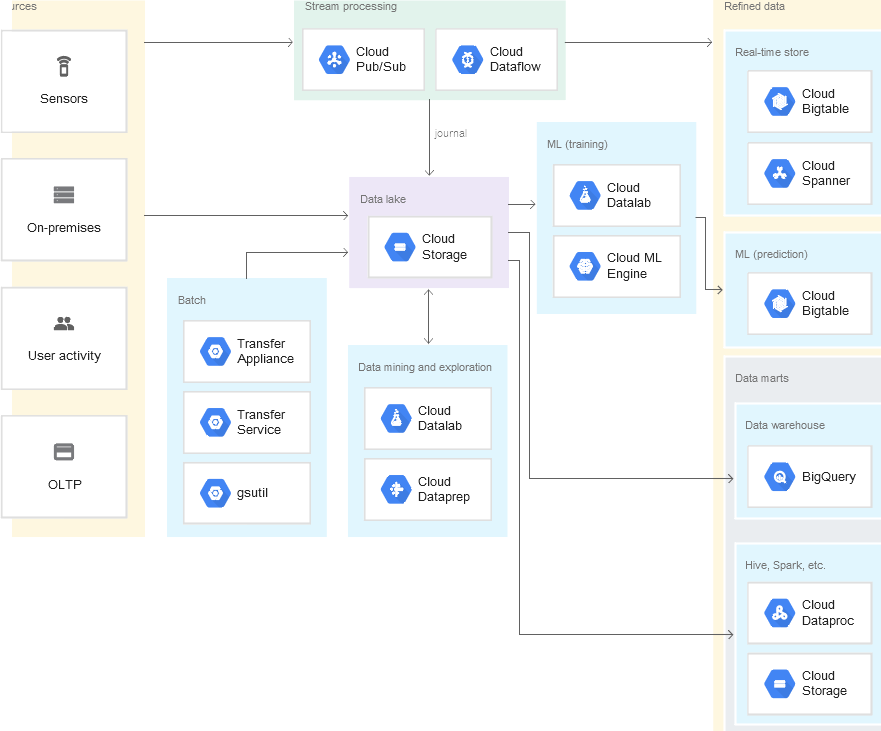 Stream processing
Cloud
Pub/Sub
Cloud
Dataflow
Refined data
Sensors
On-premises
User activity
OLTP
journal
Data lake
Cloud
Storage
Batch
Transfer
Appliance
Transfer
Service
gsutil
Data mining and exploration
Cloud
Datalab
Cloud
Dataprep
ML (training)
Cloud
Datalab
Cloud ML
Engine
Real-time store
Cloud
Bigtable
Cloud
Spanner
ML (prediction)
Cloud
Bigtable
Data marts
Data warehouse
BigQuery
Hive, Spark, etc.
Cloud
Dataproc
Cloud
Storage